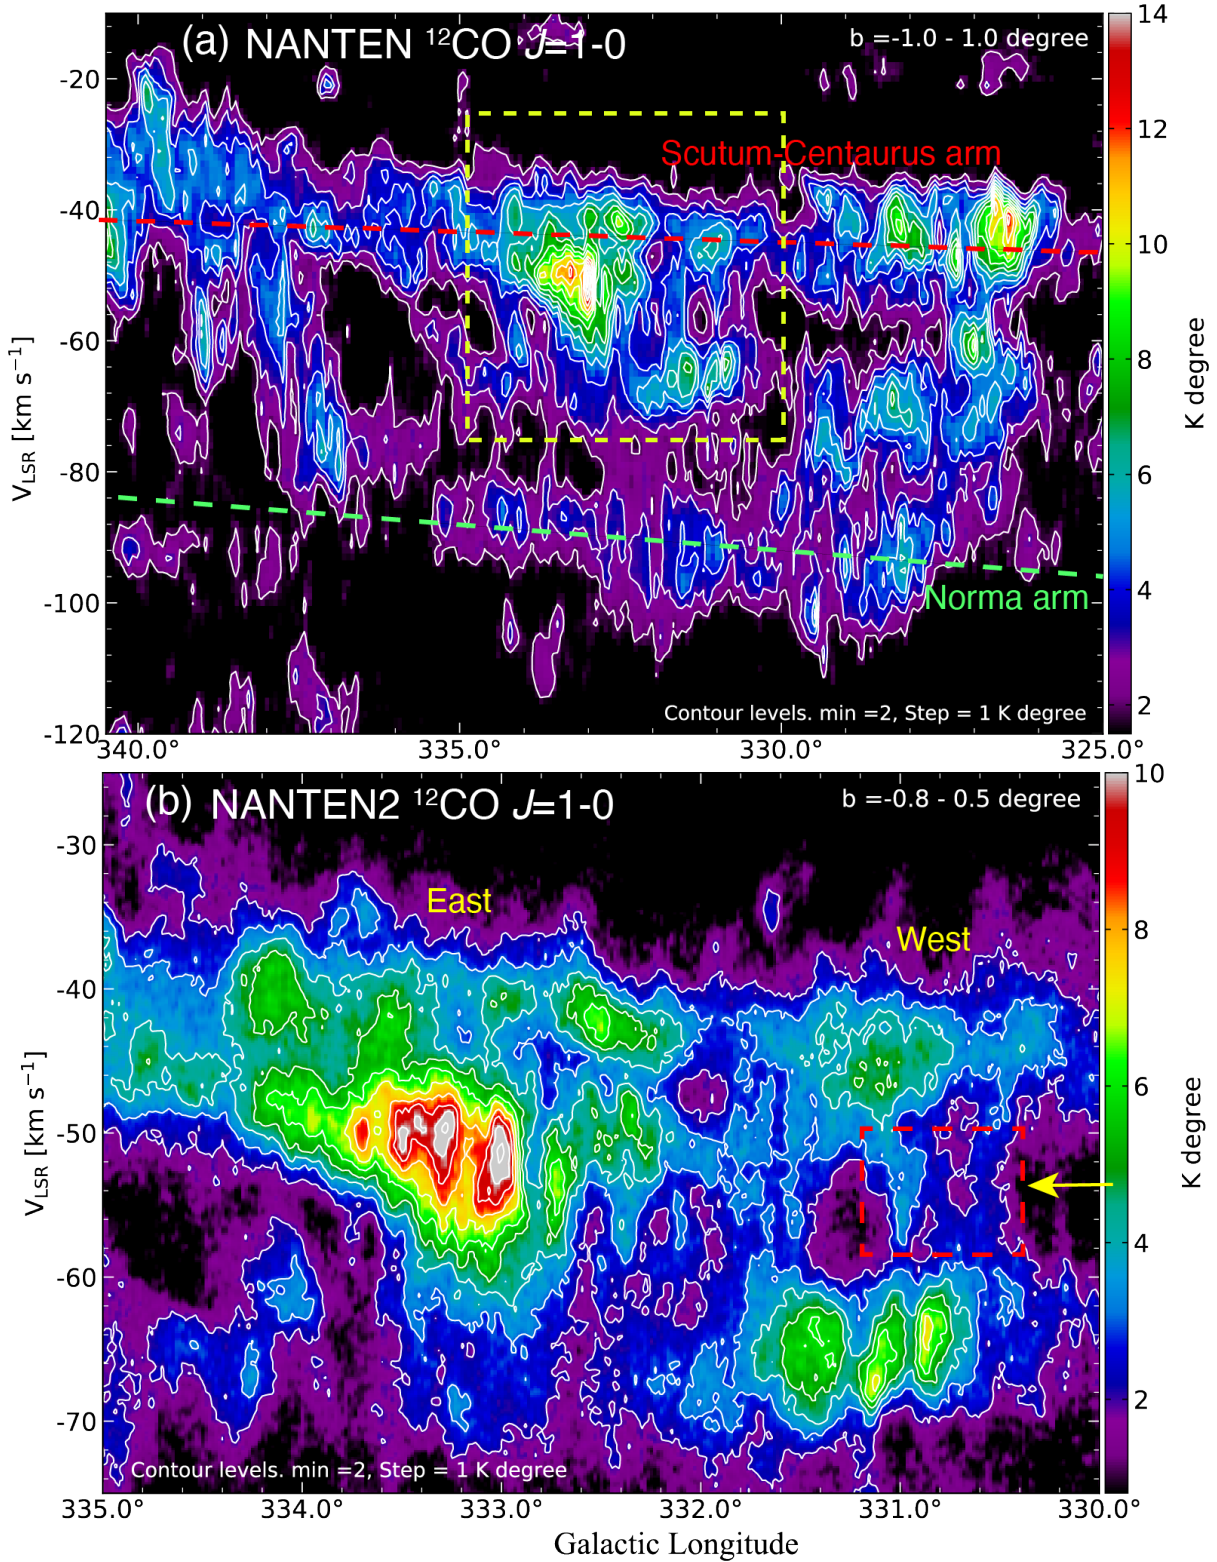 (a) NANTEN ¹²CO J=1-0
b =-1.0 - 1.0 degree
Scutum-Centaurus arm
Norma arm
Contour levels. min =2, Step = 1 K degree
V_LSR [km s⁻¹]
-20
-40
-60
-80
-100
-120
340.0° 335.0° 330.0° 325.0°
14
12
10
8
6
4
2
K degree
(b) NANTEN2 ¹²CO J=1-0
b =-0.8 - 0.5 degree
East
West
Contour levels. min =2, Step = 1 K degree
V_LSR [km s⁻¹]
-30
-40
-50
-60
-70
335.0° 334.0° 333.0° 332.0° 331.0° 330.0°
Galactic Longitude
10
8
6
4
2
K degree